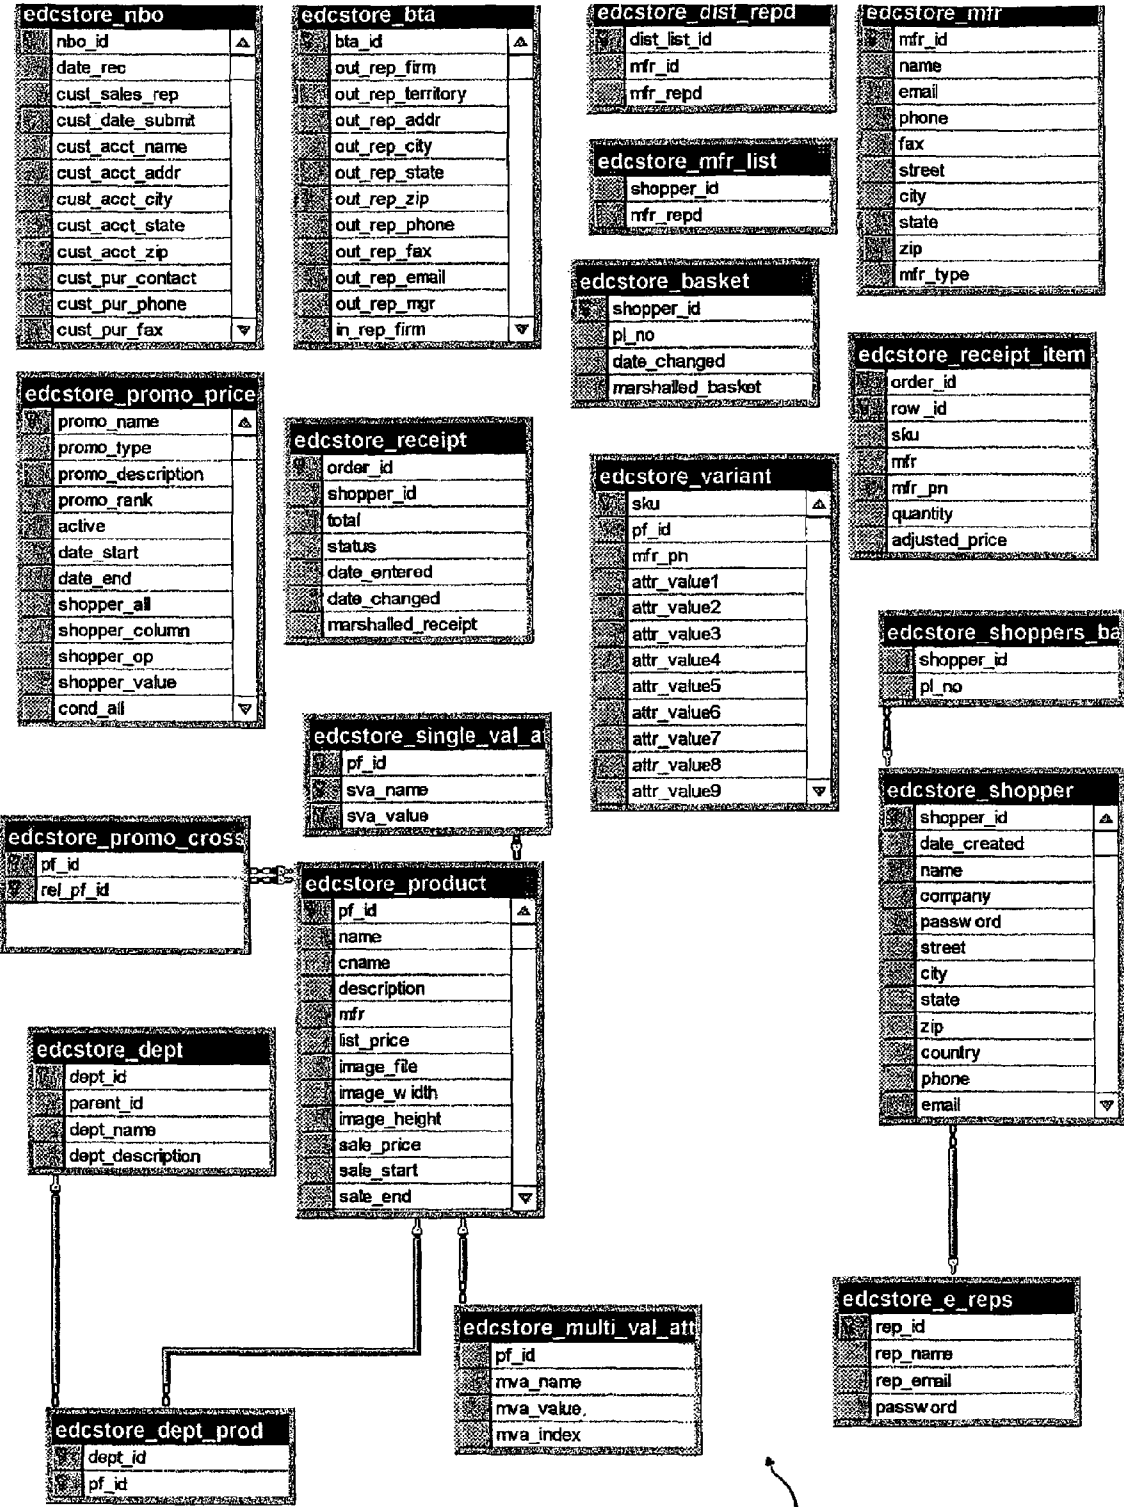 edcstore_nbo
nbo_id
date_rec
cust_sales_rep
cust_date_submit
cust_acct_name
cust_acct_addr
cust_acct_city
cust_acct_state
cust_acct_zip
cust_pur_contact
cust_pur_phone
cust_pur_fax
edcstore_bta
bta_id
out_rep_firm
out_rep_territory
out_rep_addr
out_rep_city
out_rep_state
out_rep_zip
out_rep_phone
out_rep_fax
out_rep_email
out_rep_mgr
in_rep_firm
edcstore_dist_repd
dist_list_id
mfr_id
mfr_repd
edcstore_mfr
mfr_id
name
email
phone
fax
street
city
state
zip
mfr_type
edcstore_mfr_list
shopper_id
mfr_repd
edcstore_basket
shopper_id
pl_no
date_changed
marshalled_basket
edcstore_receipt_item
order_id
row_id
sku
mfr
mfr_pn
quantity
adjusted_price
edcstore_promo_price
promo_name
promo_type
promo_description
promo_rank
active
date_start
date_end
shopper_all
shopper_column
shopper_op
shopper_value
cond_all
edcstore_receipt
order_id
shopper_id
total
status
date_entered
date_changed
marshalled_receipt
edcstore_variant
sku
pf_id
mfr_pn
attr_value1
attr_value2
attr_value3
attr_value4
attr_value5
attr_value6
attr_value7
attr_value8
attr_value9
edcstore_shoppers_ba
shopper_id
pl_no
edcstore_single_val_at
pf_id
sva_name
sva_value
edcstore_shopper
shopper_id
date_created
name
company
password
street
city
state
zip
country
phone
email
edcstore_promo_cross
pf_id
rel_pf_id
edcstore_product
pf_id
name
cname
description
mfr
list_price
image_file
image_width
image_height
sale_price
sale_start
sale_end
edcstore_dept
dept_id
parent_id
dept_name
dept_description
edcstore_e_reps
rep_id
rep_name
rep_email
password
edcstore_multi_val_att
pf_id
mva_name
mva_value
mva_index
edcstore_dept_prod
dept_id
pf_id